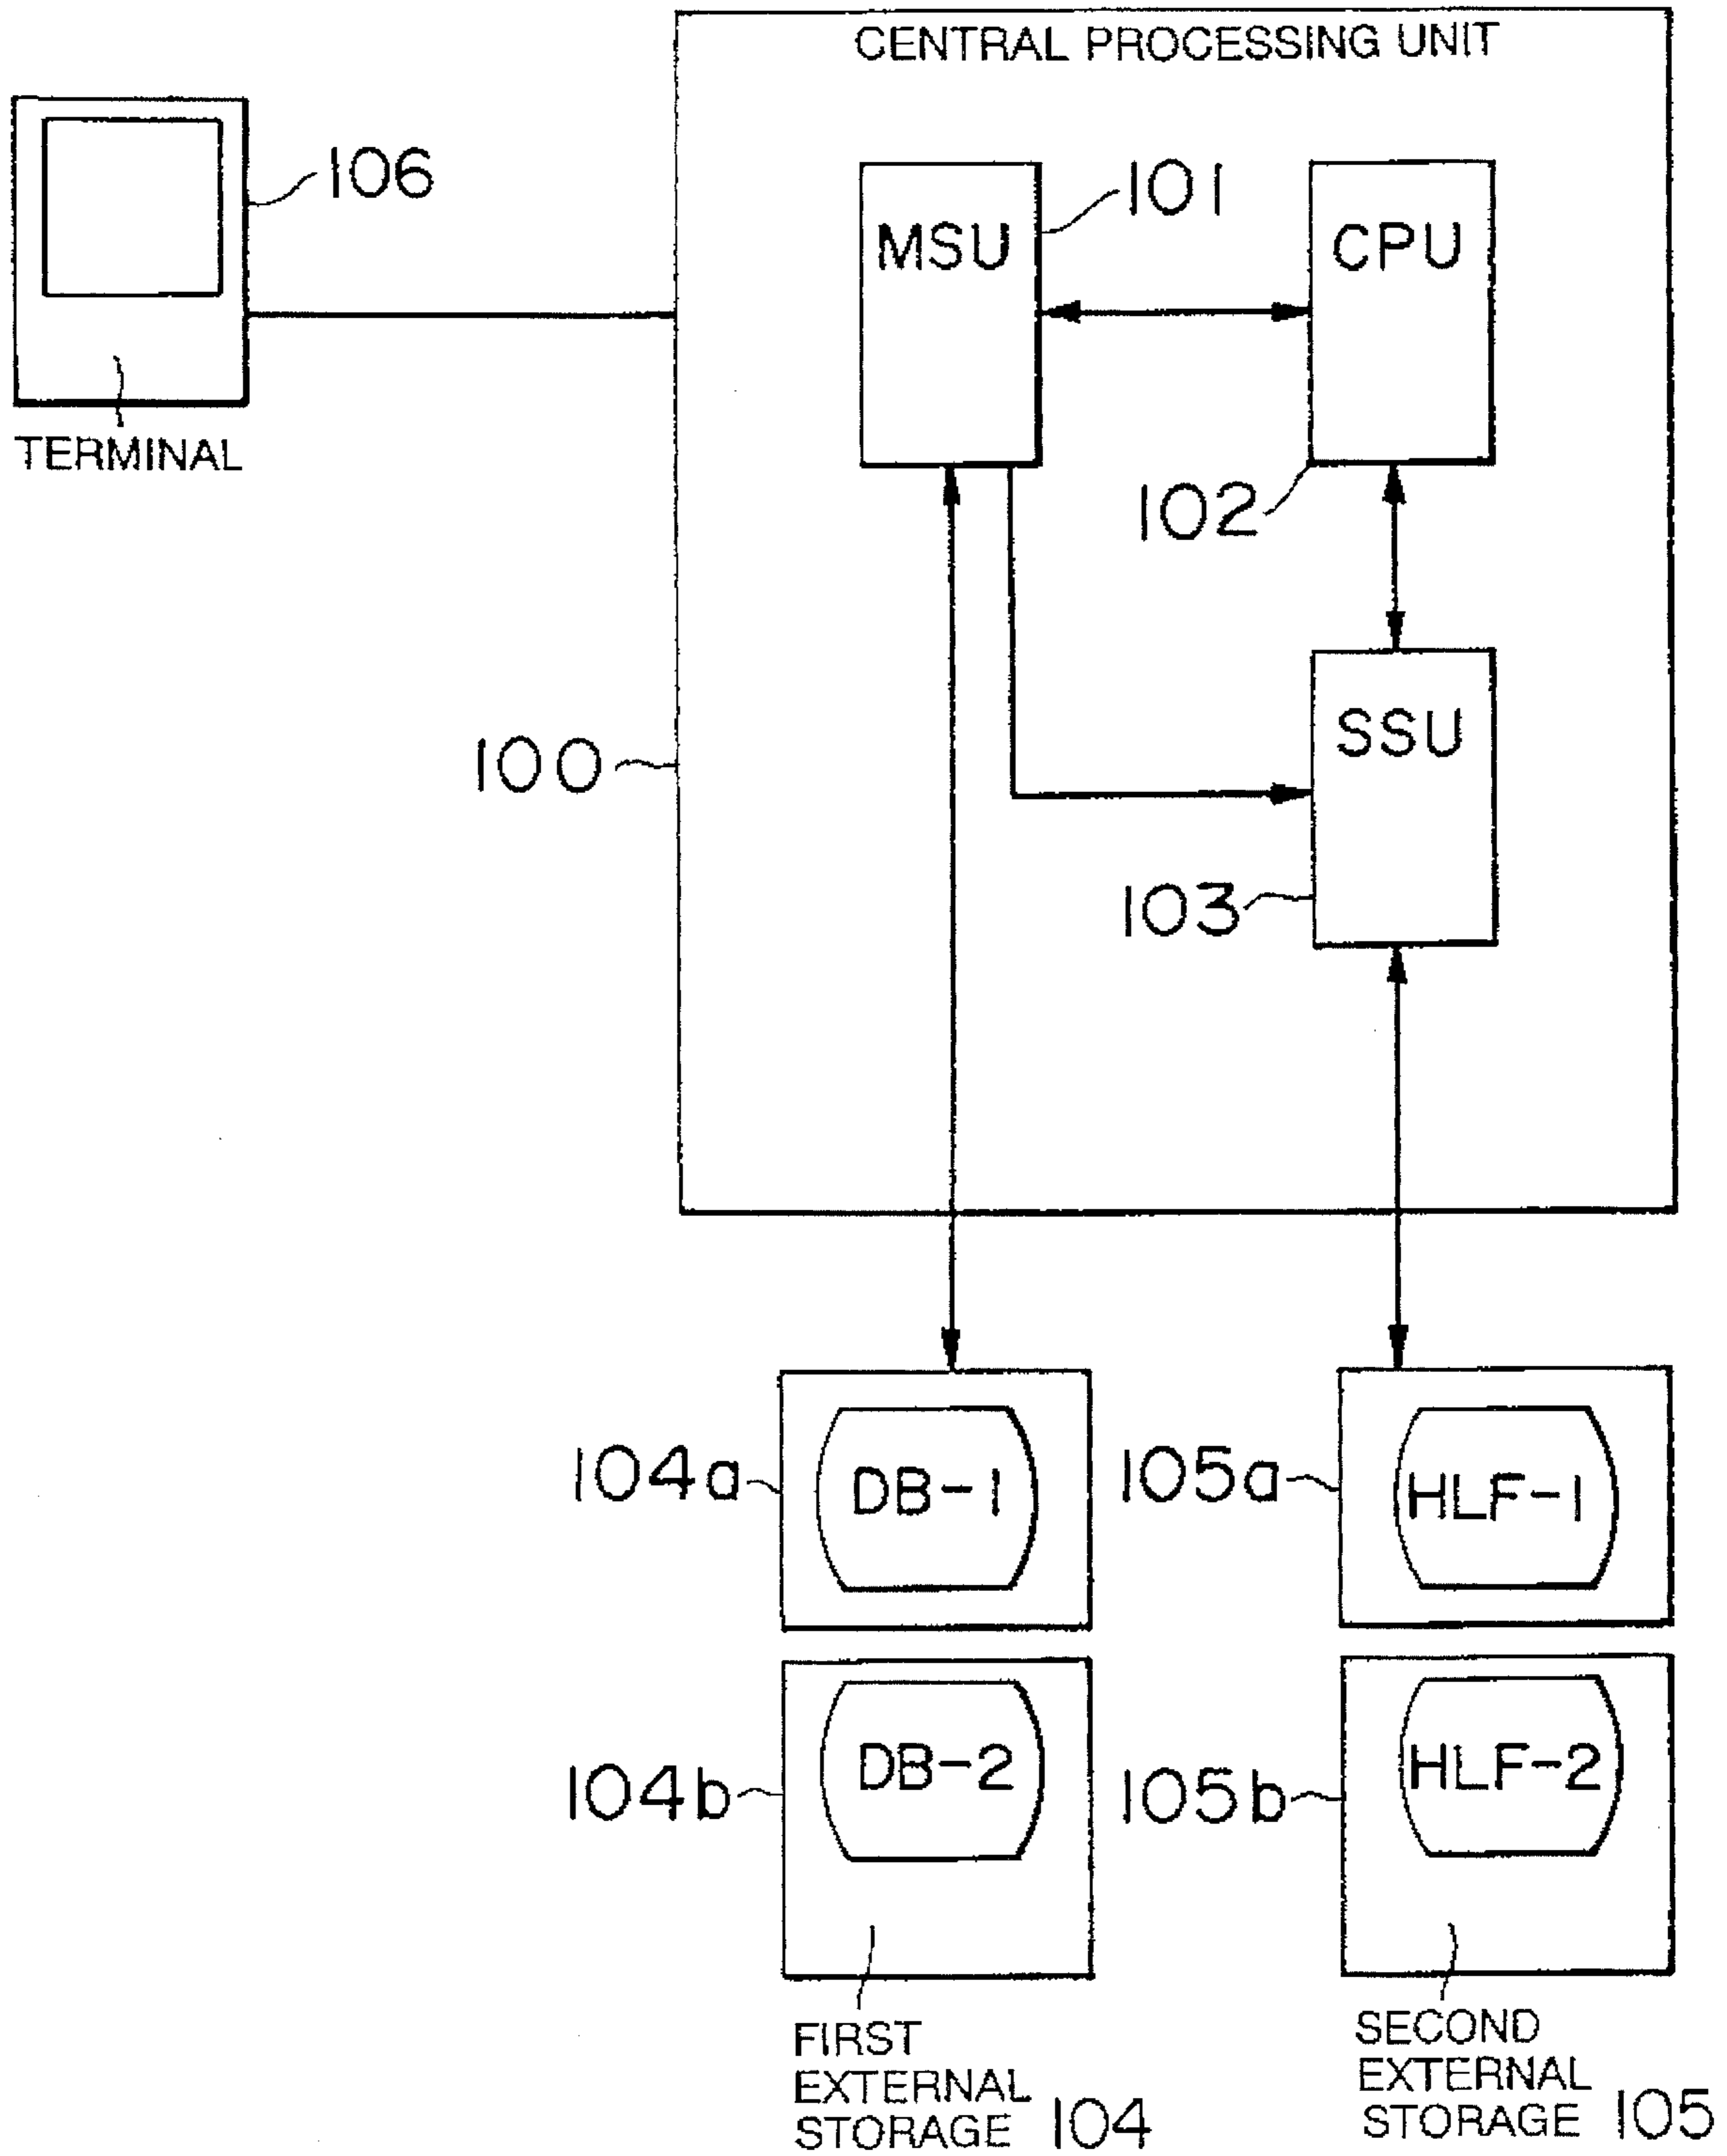 CENTRAL PROCESSING UNIT
106
101
MSU
CPU
TERMINAL
102
SSU
100
103
104a
DB-1
105a
HLF-1
104b
DB-2
105b
HLF-2
FIRST
EXTERNAL
STORAGE 104
SECOND
EXTERNAL
STORAGE 105